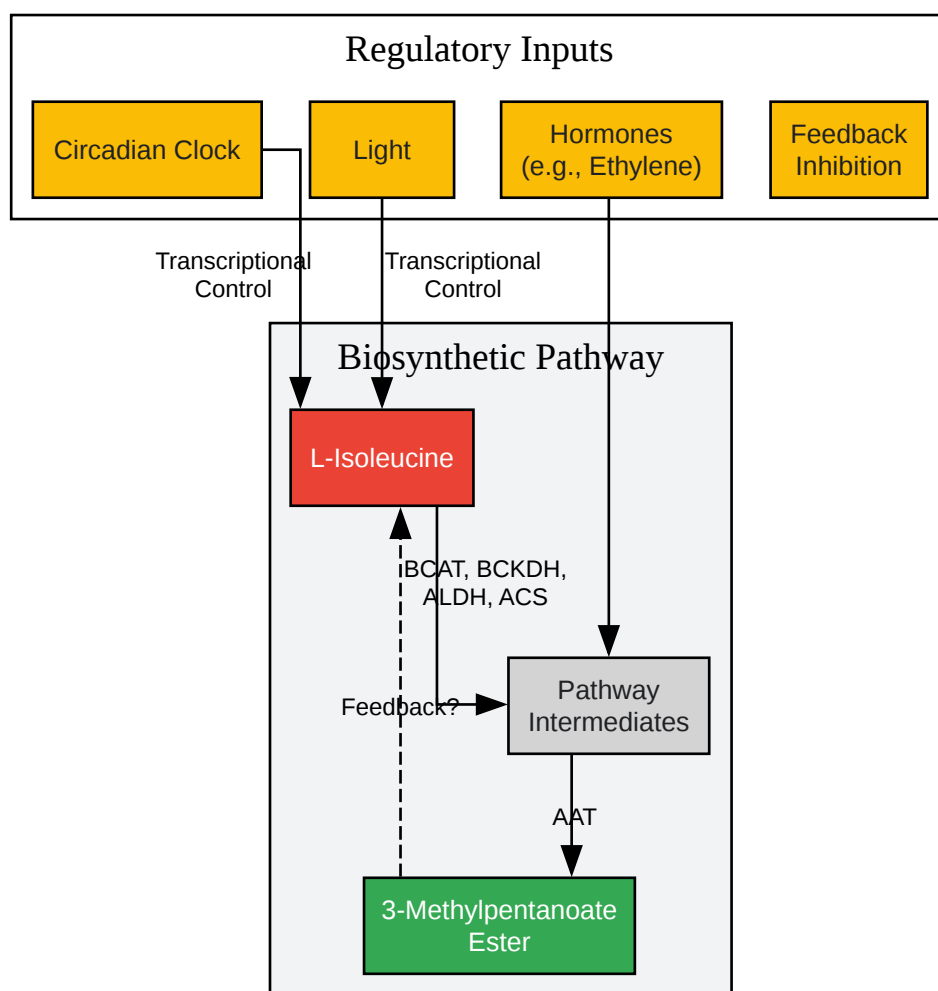 Regulatory Inputs
Circadian Clock
Light
Hormones
(e.g., Ethylene)
Feedback
Inhibition
Transcriptional
Control
Transcriptional
Control
Biosynthetic Pathway
L-Isoleucine
BCAT, BCKDH,
ALDH, ACS
Feedback?
Pathway
Intermediates
AAT
3-Methylpentanoate
Ester